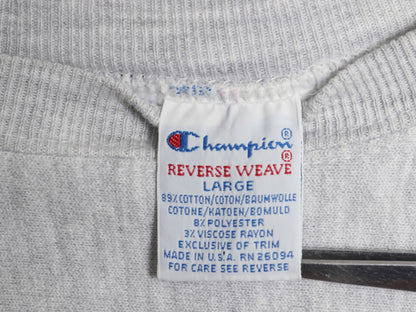 Champion®
REVERSE WEAVE®
LARGE
89% COTTON/COTON/BAUMWOLLE
COTONE/KATOEN/BOMULD
8% POLYESTER
3% VISCOSE RAYON
EXCLUSIVE OF TRIM
MADE IN U.S.A. RN 26094
FOR CARE SEE REVERSE